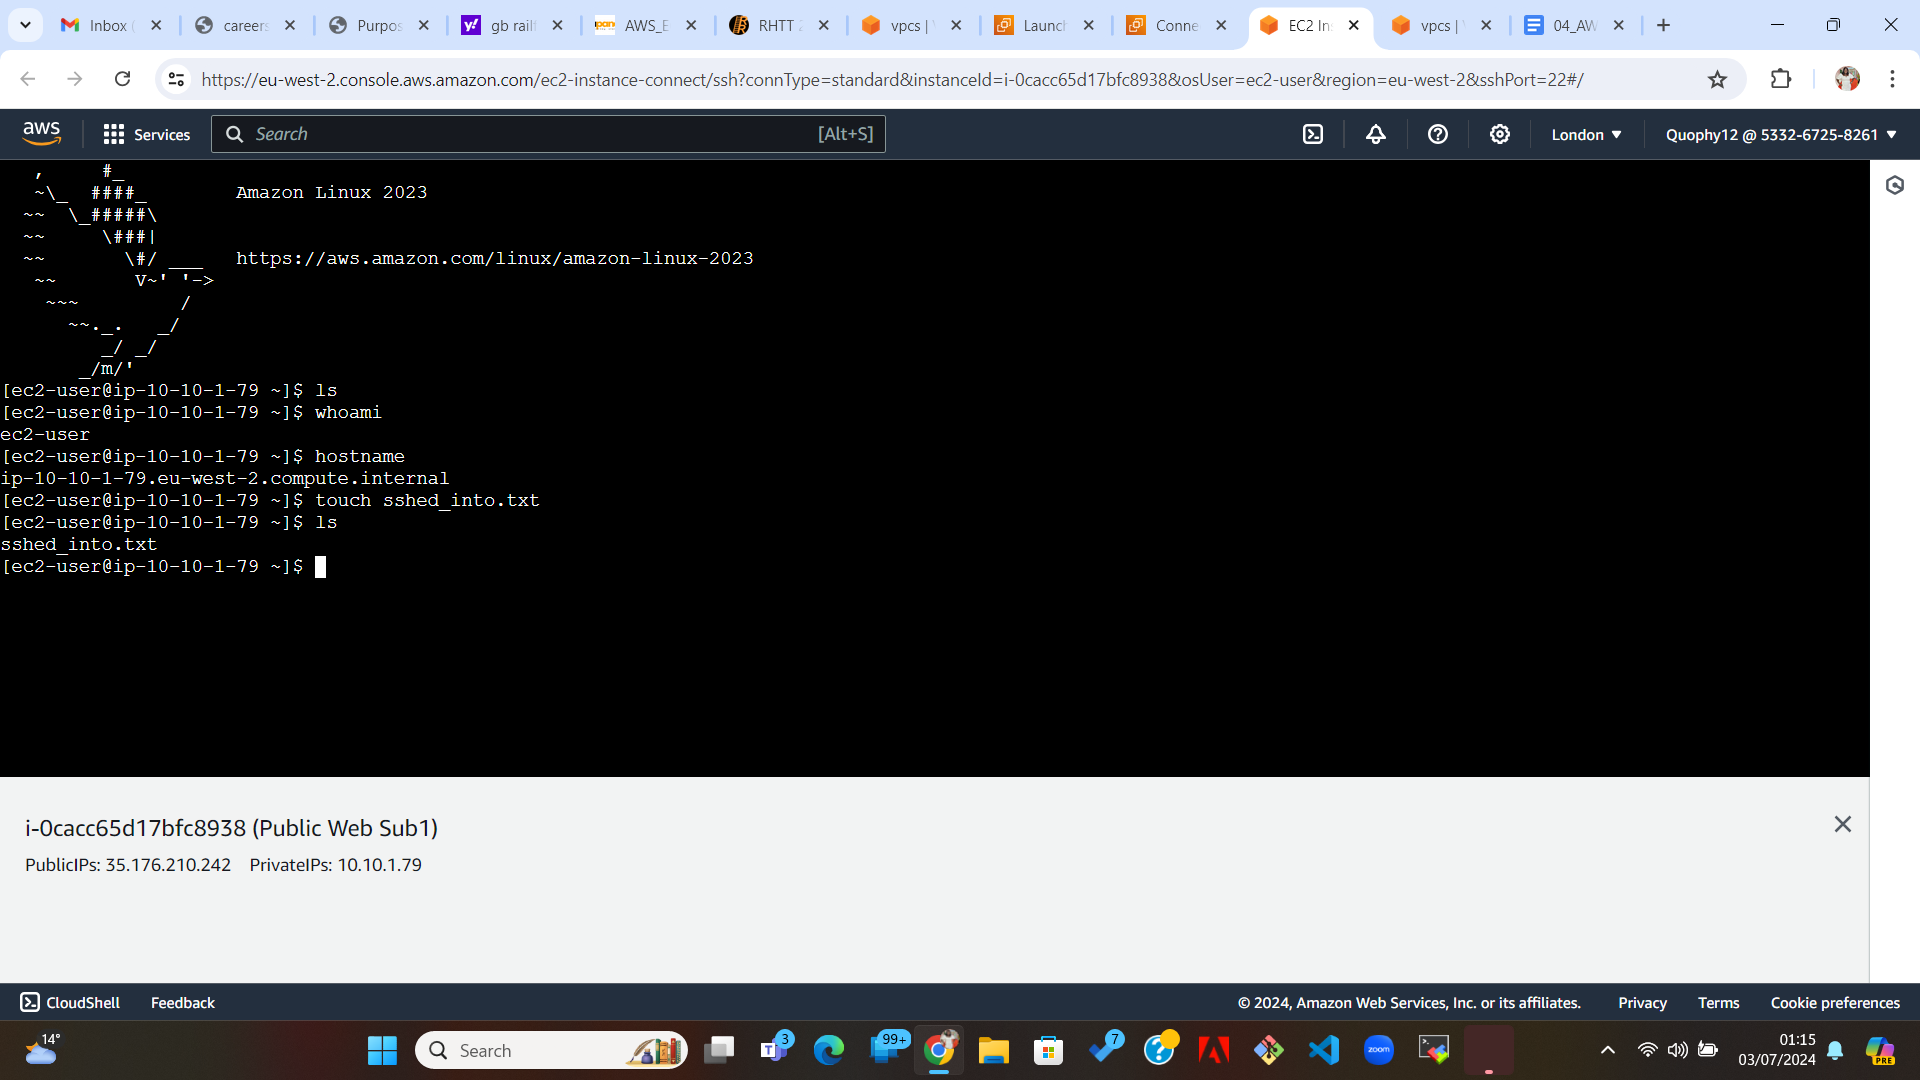 Inbox (
careers
Purpos
gb railf
AWS_E
RHTT 2
vpcs | V
Launch
Conne
EC2 Ins
vpcs | V
04_AW
https://eu-west-2.console.aws.amazon.com/ec2-instance-connect/ssh?connType=standard&instanceId=i-0cacc65d17bfc8938&osUser=ec2-user&region=eu-west-2&sshPort=22#/
aws
Services
Search
[Alt+S]
London
Quophy12 @ 5332-6725-8261
   ,     #_
   ~\_  ####_        Amazon Linux 2023
  ~~  \_#####\
  ~~     \###|
  ~~       \#/ ___   https://aws.amazon.com/linux/amazon-linux-2023
   ~~       V~' '->
    ~~~         /
      ~~._.   _/
         _/ _/
       _/m/'
[ec2-user@ip-10-10-1-79 ~]$ ls
[ec2-user@ip-10-10-1-79 ~]$ whoami
ec2-user
[ec2-user@ip-10-10-1-79 ~]$ hostname
ip-10-10-1-79.eu-west-2.compute.internal
[ec2-user@ip-10-10-1-79 ~]$ touch sshed_into.txt
[ec2-user@ip-10-10-1-79 ~]$ ls
sshed_into.txt
[ec2-user@ip-10-10-1-79 ~]$
i-0cacc65d17bfc8938 (Public Web Sub1)
PublicIPs: 35.176.210.242 PrivateIPs: 10.10.1.79
CloudShell
Feedback
© 2024, Amazon Web Services, Inc. or its affiliates.
Privacy
Terms
Cookie preferences
14°
Search
3
99+
7
zoom
01:15
03/07/2024
PRE